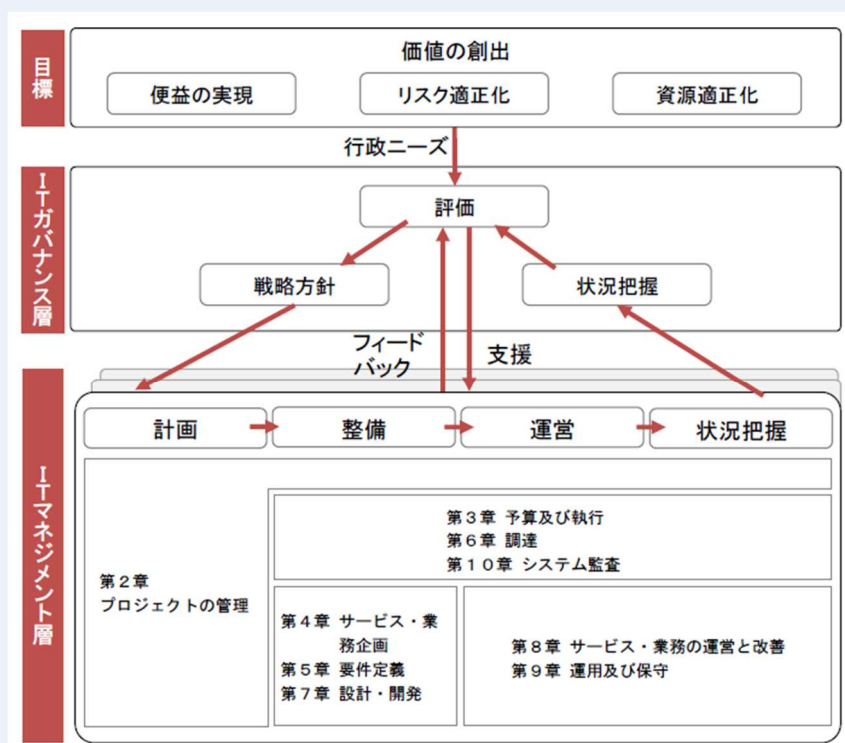 目標
価値の創出
便益の実現
リスク適正化
資源適正化
行政ニーズ
ITガバナンス層
評価
戦略方針
状況把握
フィード
バック
支援
ITマネジメント層
計画
整備
運営
状況把握
第2章
プロジェクトの管理
第3章 予算及び執行
第6章 調達
第10章 システム監査
第4章 サービス・業
務企画
第5章 要件定義
第7章 設計・開発
第8章 サービス・業務の運営と改善
第9章 運用及び保守